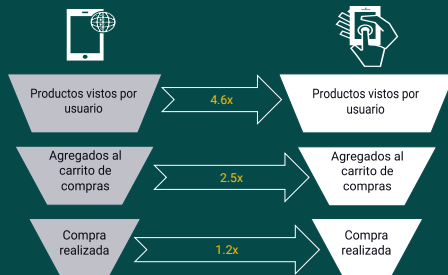 Productos vistos por
usuario
4.6x
Productos vistos por
usuario
Agregados al
carrito de
compras
2.5x
Agregados al
carrito de
compras
Compra
realizada
1.2x
Compra
realizada